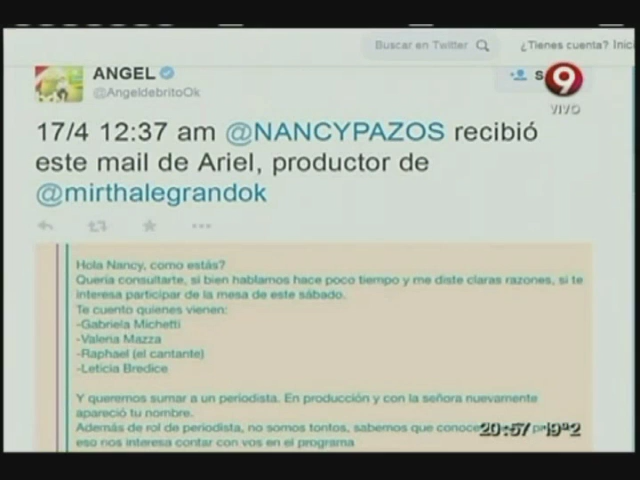 Buscar en Twitter
¿Tienes cuenta? Inic
ANGEL
@AngeldebritoOk
S
9
VIVO
17/4 12:37 am @NANCYPAZOS recibió
este mail de Ariel, productor de
@mirthalegrandok
Hola Nancy, como estás?
Quería consultarte, si bien hablamos hace poco tiempo y me diste claras razones, si te
interesa participar de la mesa de este sábado.
Te cuento quienes vienen:
-Gabriela Michetti
-Valeria Mazza
-Raphael (el cantante)
-Leticia Bredice
Y queremos sumar a un periodista. En producción y con la señora nuevamente
apareció tu nombre.
Además de rol de periodista, no somos tontos, sabemos que conoce
eso nos interesa contar con vos en el programa
20:57 19º2